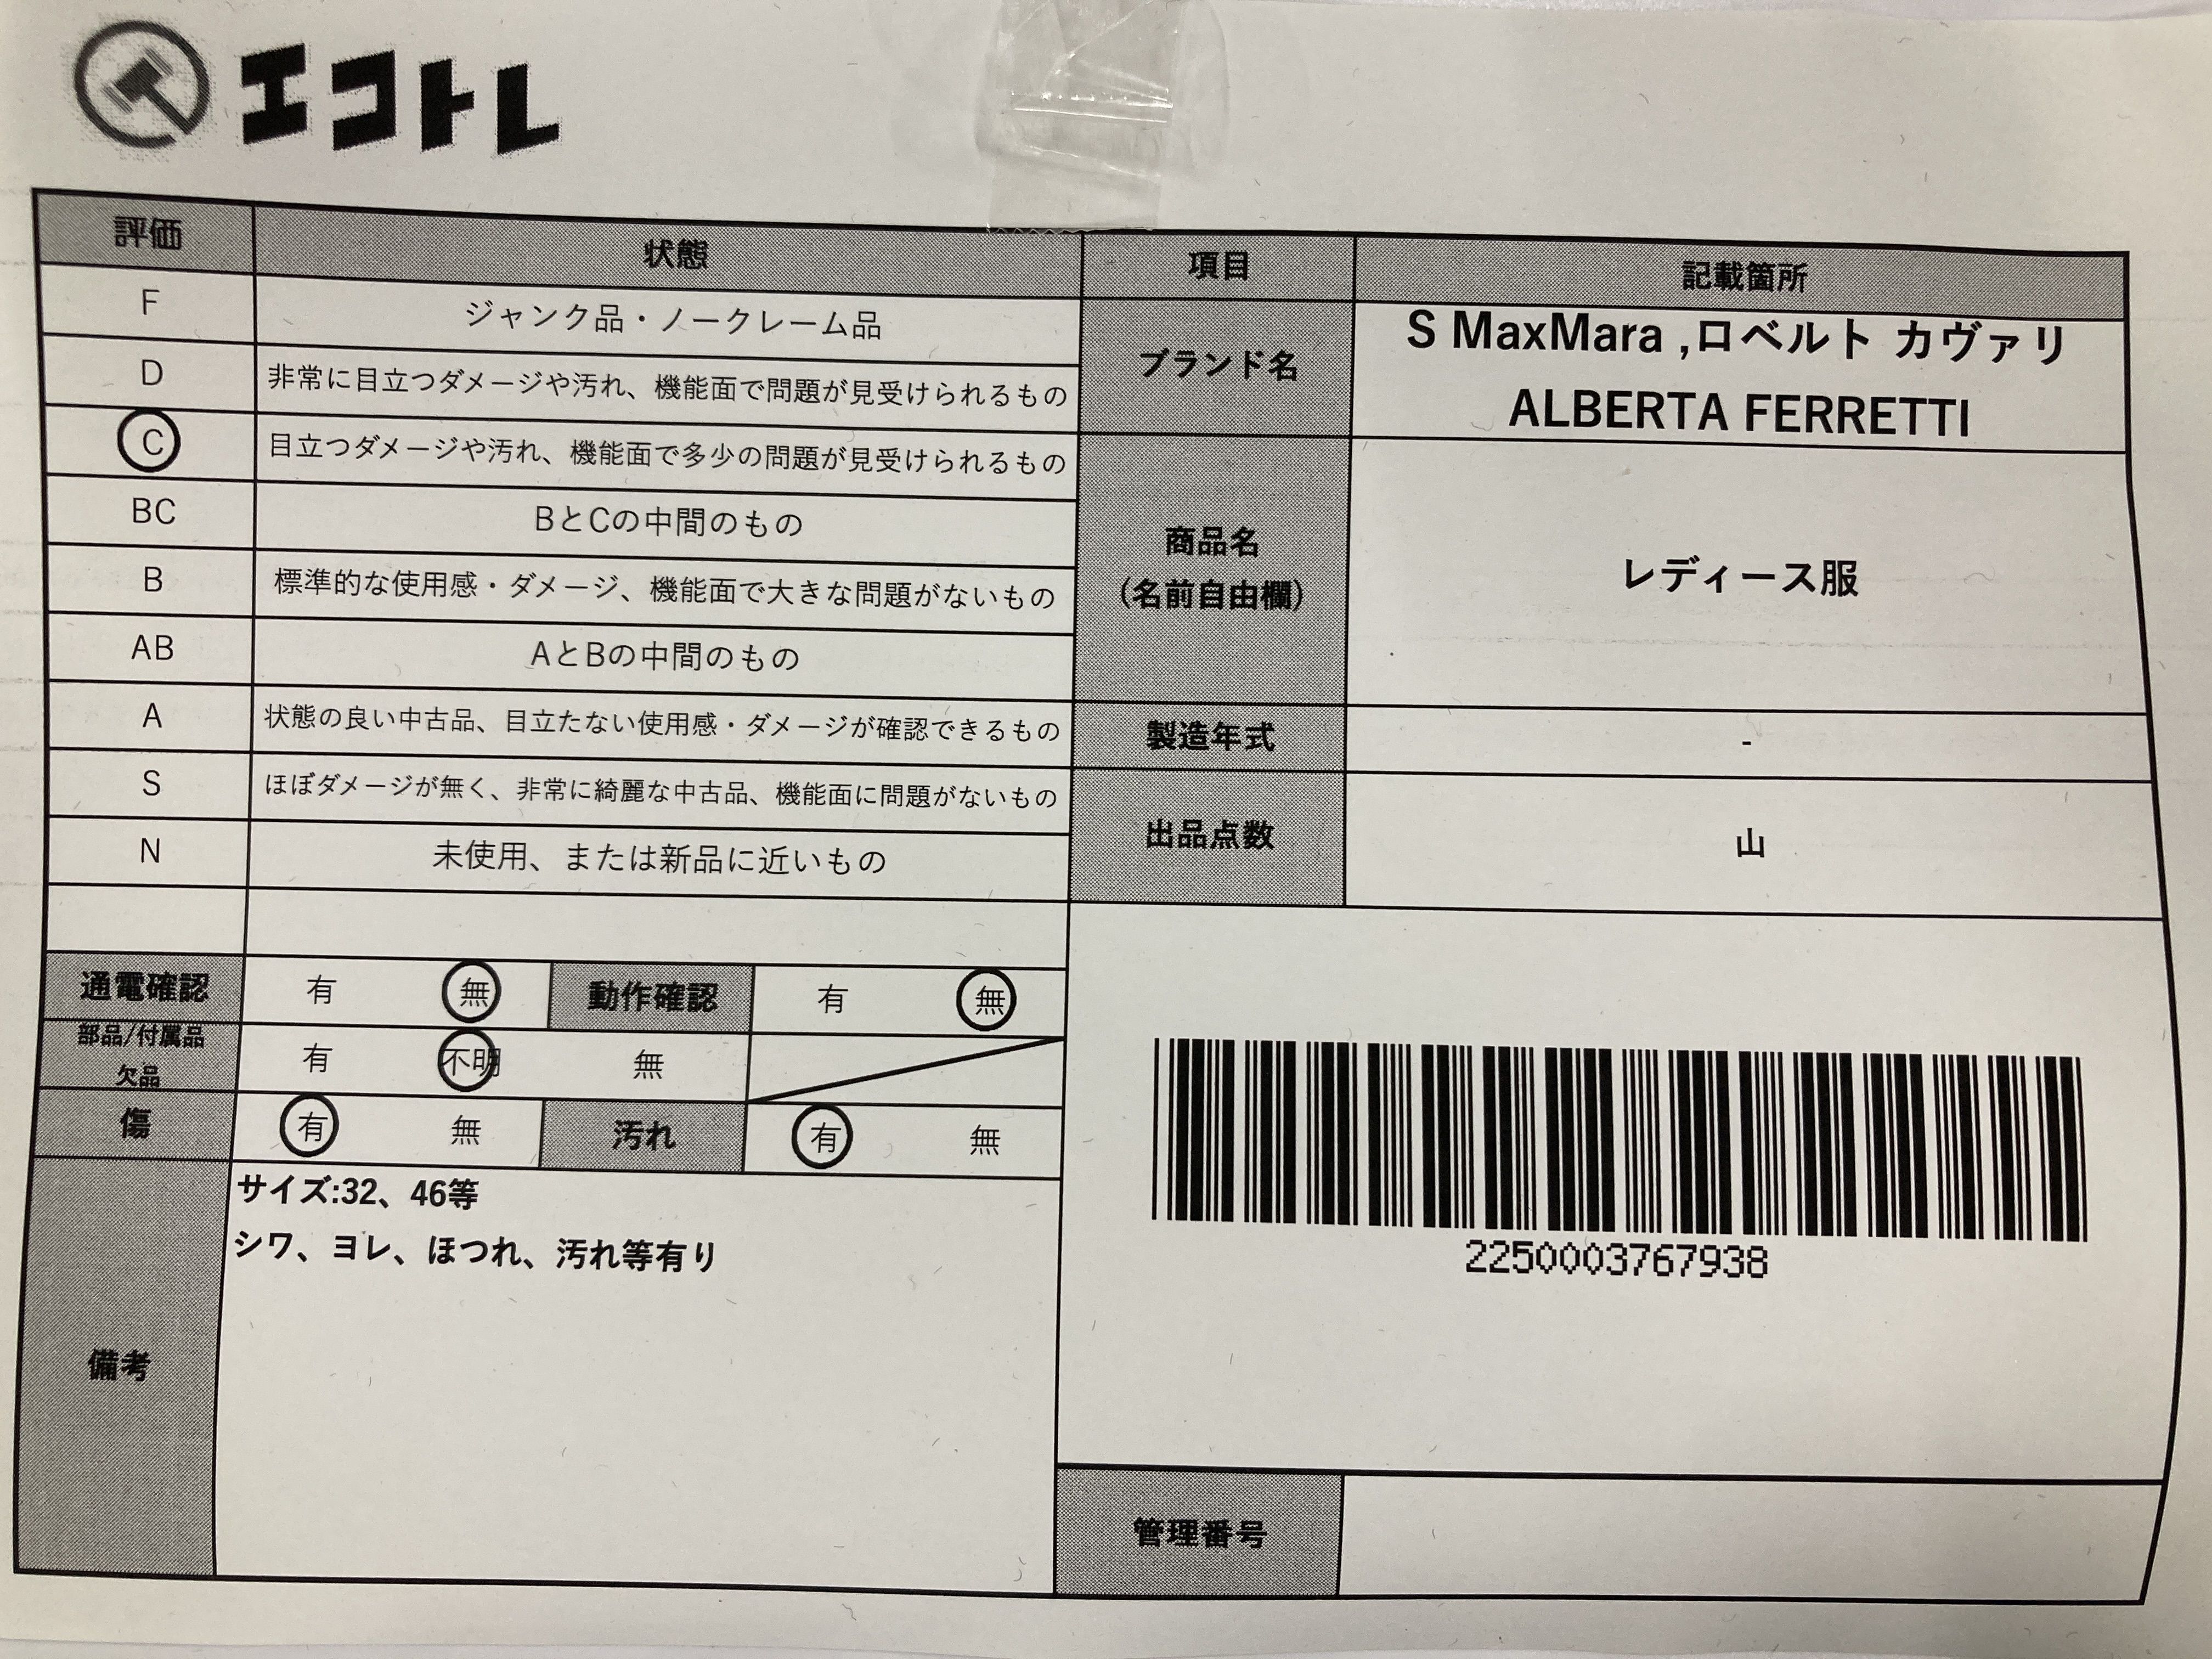 エコトレ
評価 状態
F ジャンク品・ノークレーム品
D 非常に目立つダメージや汚れ、機能面で問題が見受けられるもの
C 目立つダメージや汚れ、機能面で多少の問題が見受けられるもの
BC BとCの中間のもの
B 標準的な使用感・ダメージ、機能面で大きな問題がないもの
AB AとBの中間のもの
A 状態の良い中古品、目立たない使用感・ダメージが確認できるもの
S ほぼダメージが無く、非常に綺麗な中古品、機能面に問題がないもの
N 未使用、または新品に近いもの
通電確認 有 無 動作確認 有 無
部品/付属品
欠品 有 不明 無
傷 有 無 汚れ 有 無
備考
サイズ:32、46等
シワ、ヨレ、ほつれ、汚れ等有り
項目 記載箇所
ブランド名
S MaxMara ,ロベルト カヴァリ
ALBERTA FERRETTI
商品名
(名前自由欄)
レディース服
製造年式 -
出品点数 山
2250003767938
管理番号